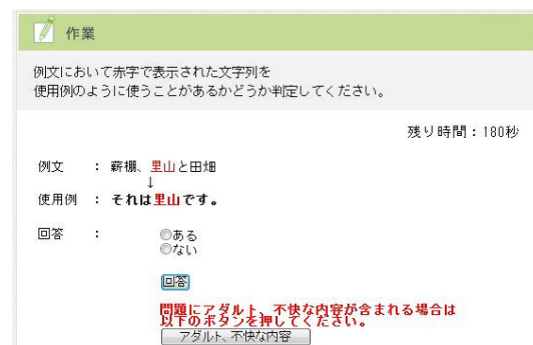 作業
例文において赤字で表示された文字列を
使用例のように使うことがあるかどうか判定してください。
残り時間：180秒
例文 ： 薪棚、里山と田畑
↓
使用例 ： それは里山です。
回答 ：
ある
ない
回答
問題にアダルト、不快な内容が含まれる場合は
以下のボタンを押してください。
アダルト、不快な内容